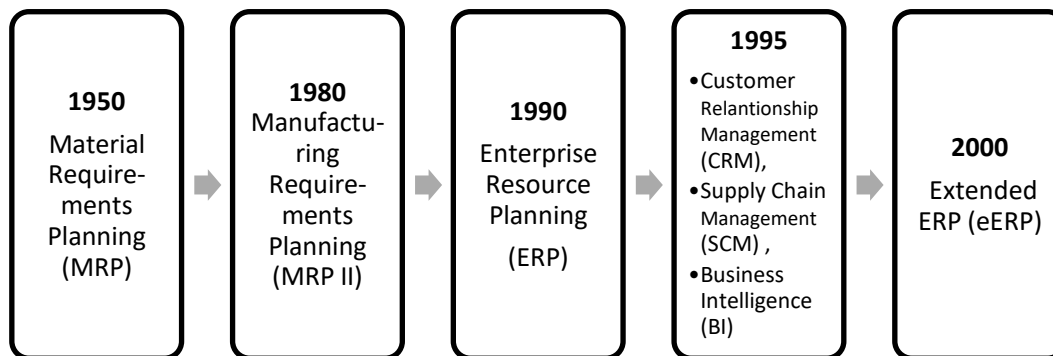 1950
Material
Require-
ments
Planning
(MRP)
1980
Manufactu-
ring
Require-
ments
Planning
(MRP II)
1990
Enterprise
Resource
Planning
(ERP)
1995
•Customer
Relantionship
Management
(CRM),
•Supply Chain
Management
(SCM) ,
•Business
Intelligence
(BI)
2000
Extended
ERP (eERP)